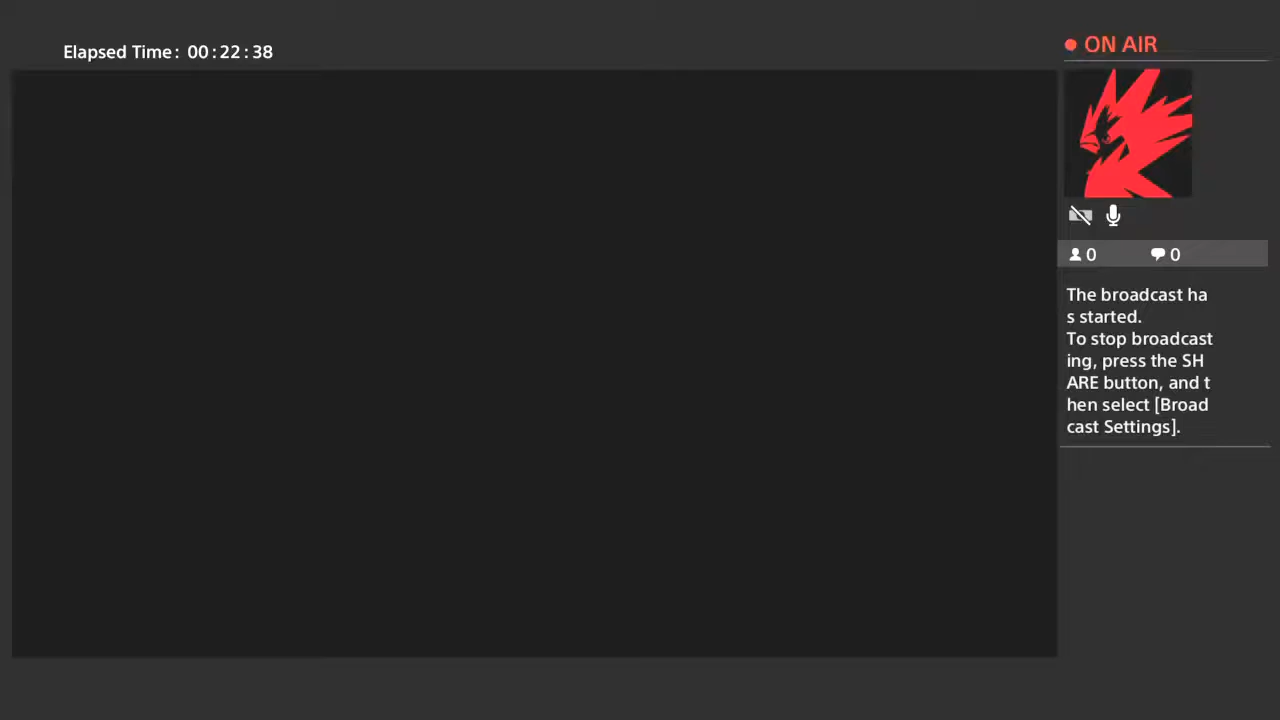 Elapsed Time: 00:22:38
ON AIR
0 0
The broadcast ha
s started.
To stop broadcast
ing, press the SH
ARE button, and t
hen select [Broad
cast Settings].